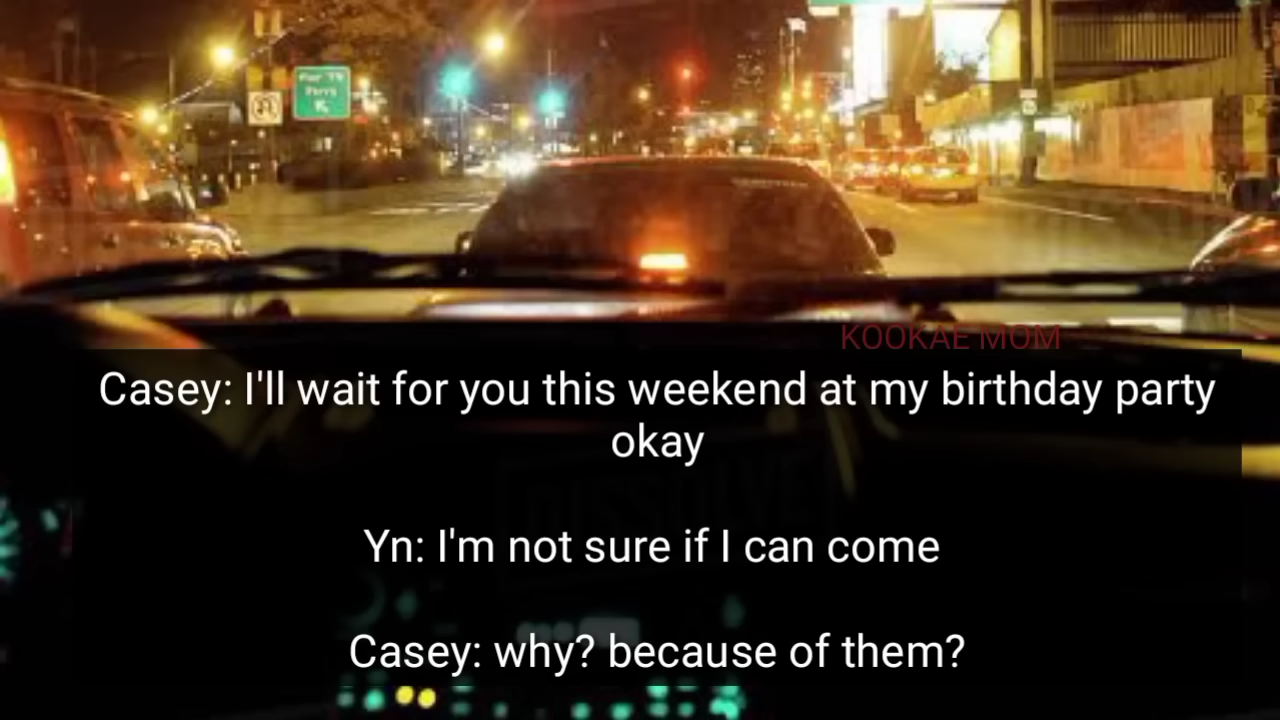 KOOKAE MOM
Casey: I'll wait for you this weekend at my birthday party
okay
Yn: I'm not sure if I can come
Casey: why? because of them?